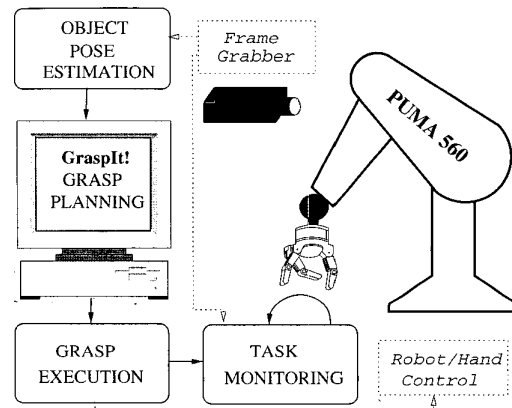 OBJECT
POSE
ESTIMATION
Frame
Grabber
PUMA 560
GraspIt!
GRASP
PLANNING
GRASP
EXECUTION
TASK
MONITORING
Robot/Hand
Control